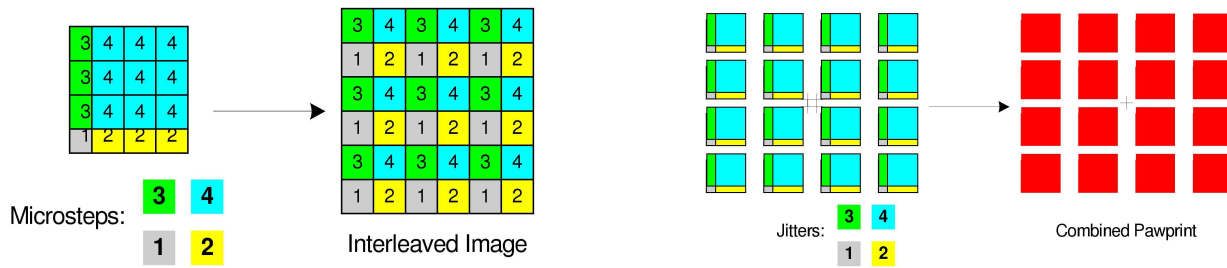 3 4 4 4
3 4 4 4
3 4 4 4
1 2 2 2
Microsteps:
3 4
1 2
3 4 3 4 3 4
1 2 1 2 1 2
3 4 3 4 3 4
1 2 1 2 1 2
3 4 3 4 3 4
1 2 1 2 1 2
Interleaved Image
Jitters:
3 4
1 2
Combined Pawprint